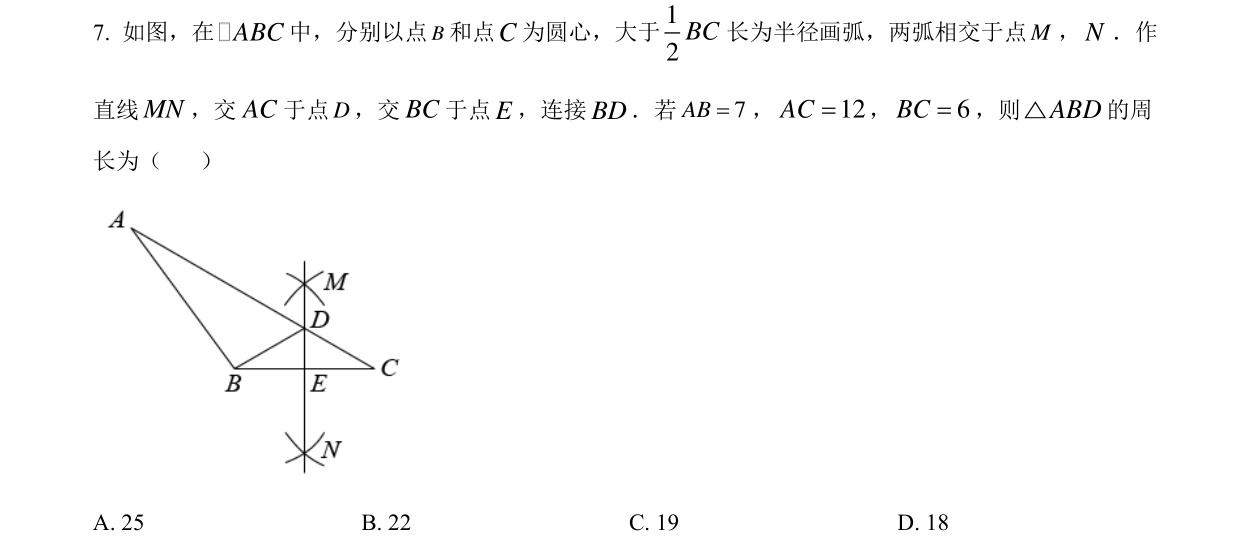 7. 如图，在□ABC中，分别以点B和点C为圆心，大于1/2BC长为半径画弧，两弧相交于点M，N．作
直线MN，交AC于点D，交BC于点E，连接BD．若AB=7，AC=12，BC=6，则△ABD的周
长为（ ）
A
M
D
B
E
C
N
A. 25 B. 22 C. 19 D. 18